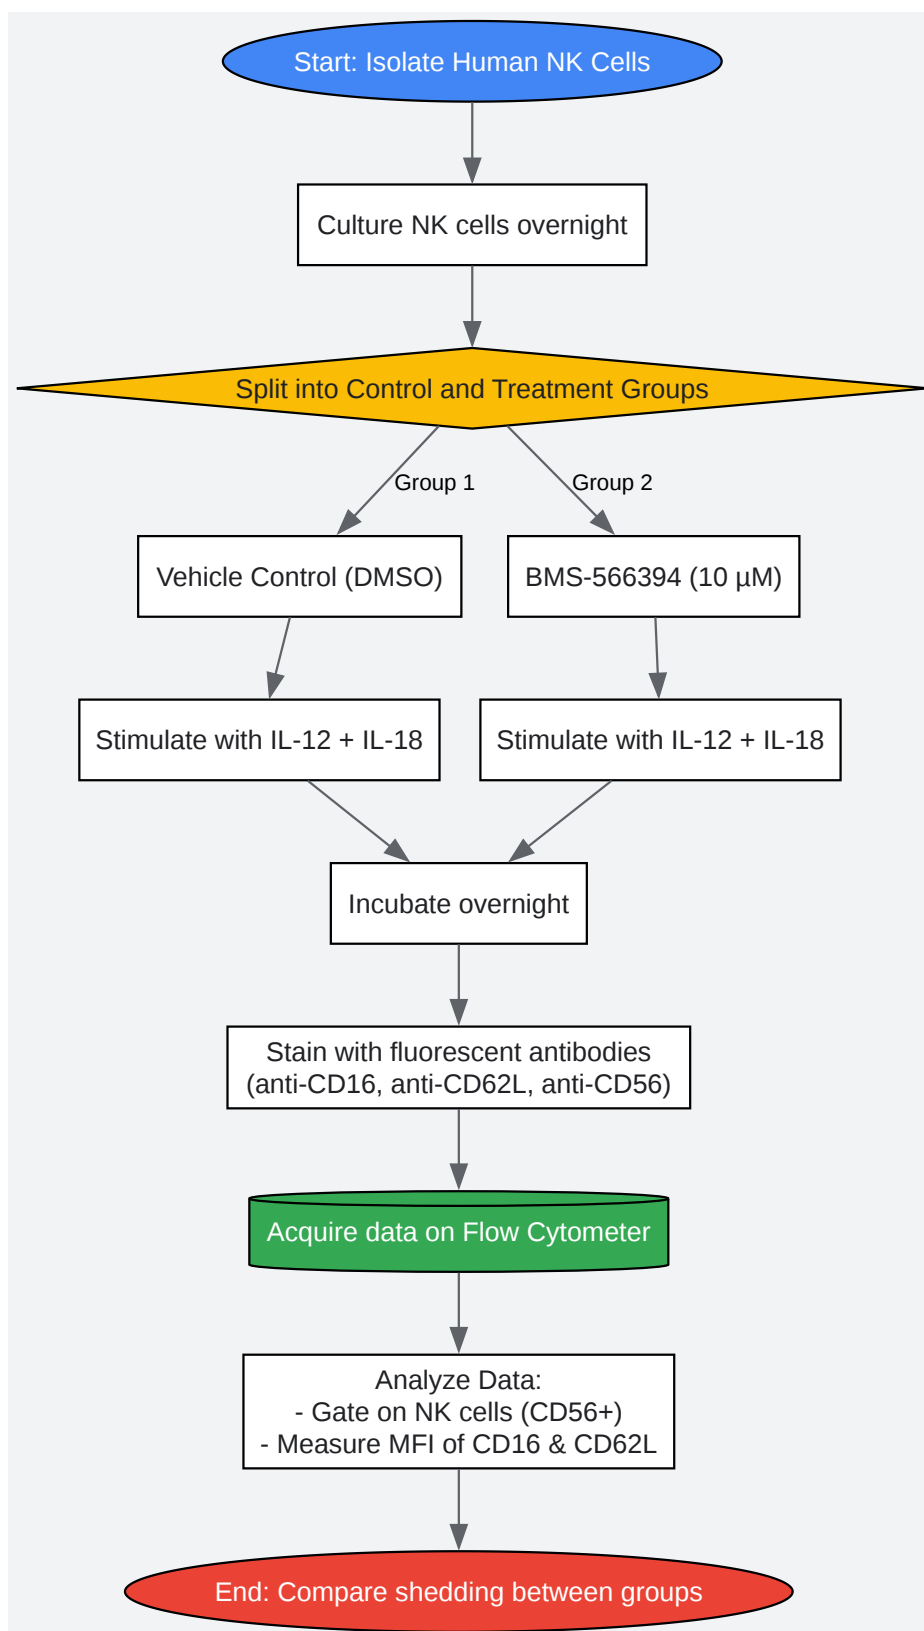 Start: Isolate Human NK Cells
Culture NK cells overnight
Split into Control and Treatment Groups
Group 1
Group 2
Vehicle Control (DMSO)
BMS-566394 (10 µM)
Stimulate with IL-12 + IL-18
Stimulate with IL-12 + IL-18
Incubate overnight
Stain with fluorescent antibodies
(anti-CD16, anti-CD62L, anti-CD56)
Acquire data on Flow Cytometer
Analyze Data:
- Gate on NK cells (CD56+)
- Measure MFI of CD16 & CD62L
End: Compare shedding between groups